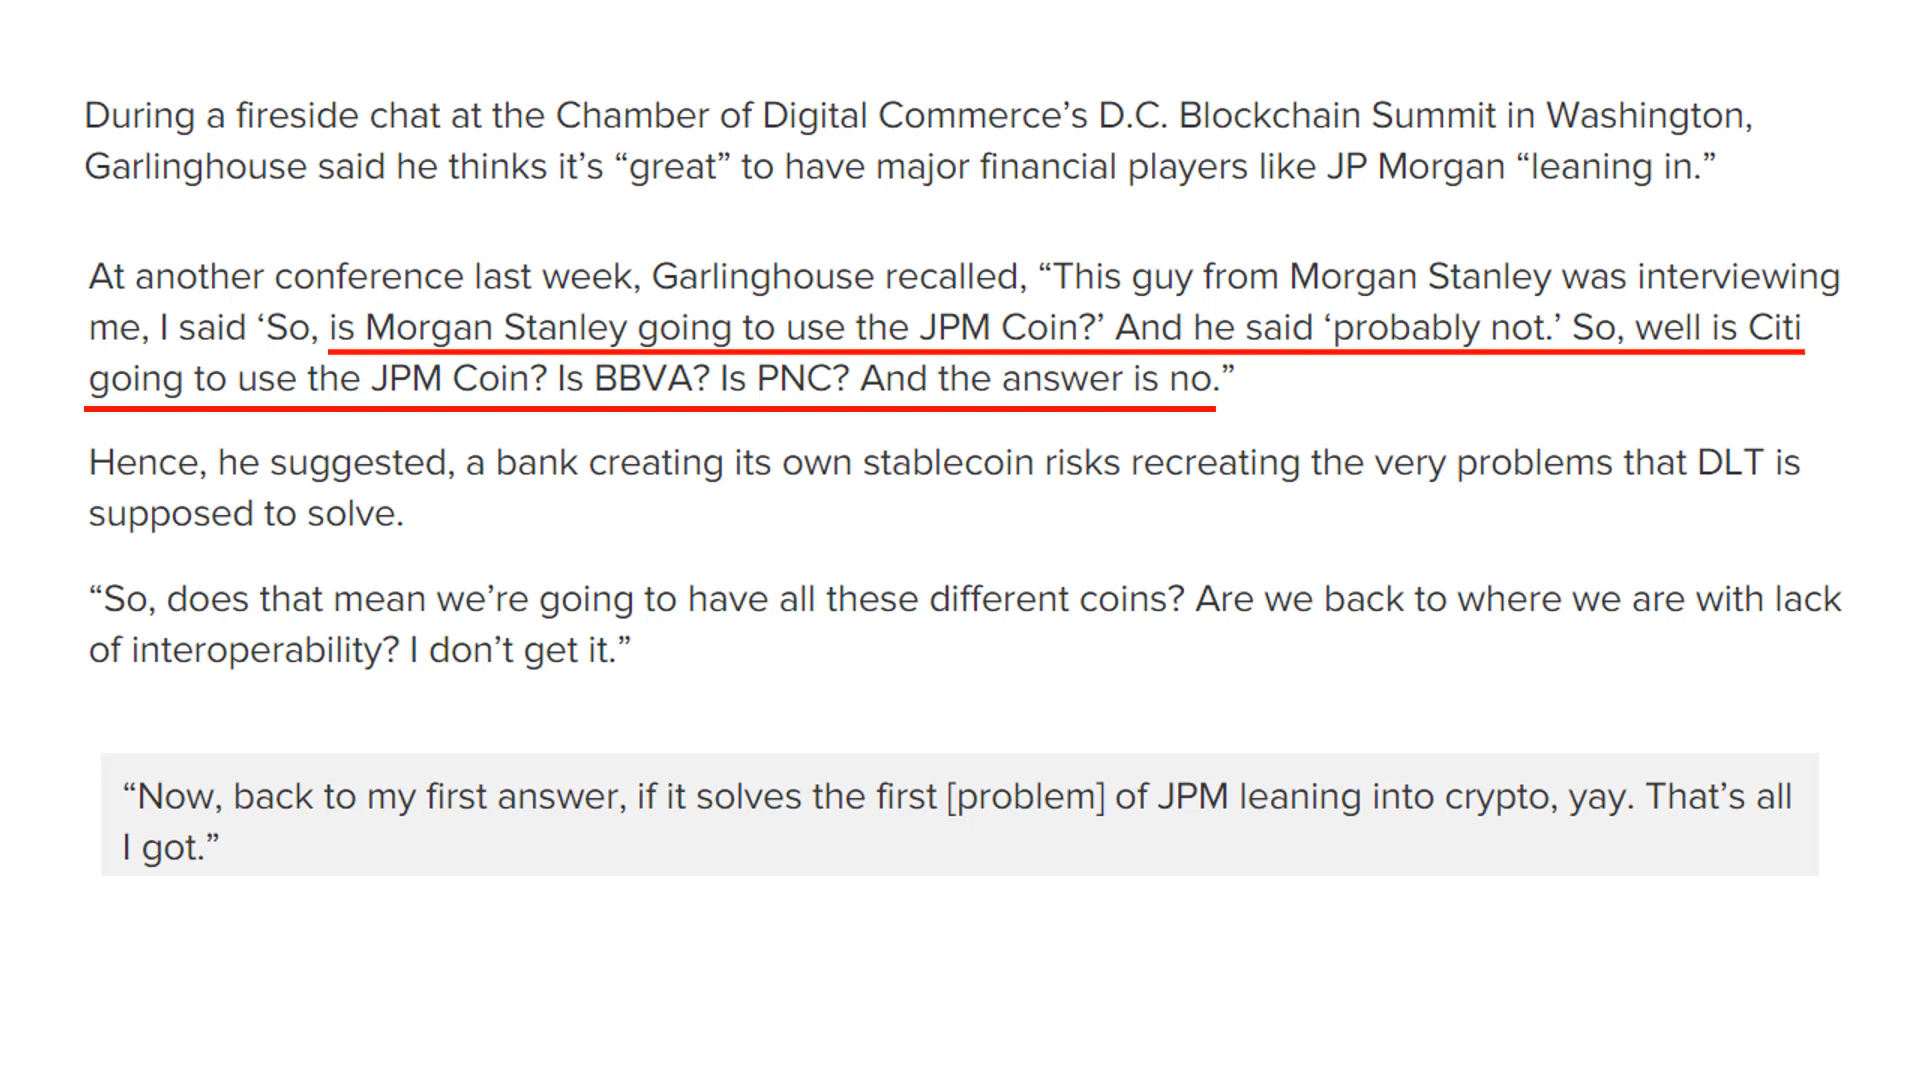 During a fireside chat at the Chamber of Digital Commerce’s D.C. Blockchain Summit in Washington,
Garlinghouse said he thinks it’s “great” to have major financial players like JP Morgan “leaning in.”
At another conference last week, Garlinghouse recalled, “This guy from Morgan Stanley was interviewing
me, I said ‘So, is Morgan Stanley going to use the JPM Coin?’ And he said ‘probably not.’ So, well is Citi
going to use the JPM Coin? Is BBVA? Is PNC? And the answer is no.”
Hence, he suggested, a bank creating its own stablecoin risks recreating the very problems that DLT is
supposed to solve.
“So, does that mean we’re going to have all these different coins? Are we back to where we are with lack
of interoperability? I don’t get it.”
“Now, back to my first answer, if it solves the first [problem] of JPM leaning into crypto, yay. That’s all
I got.”